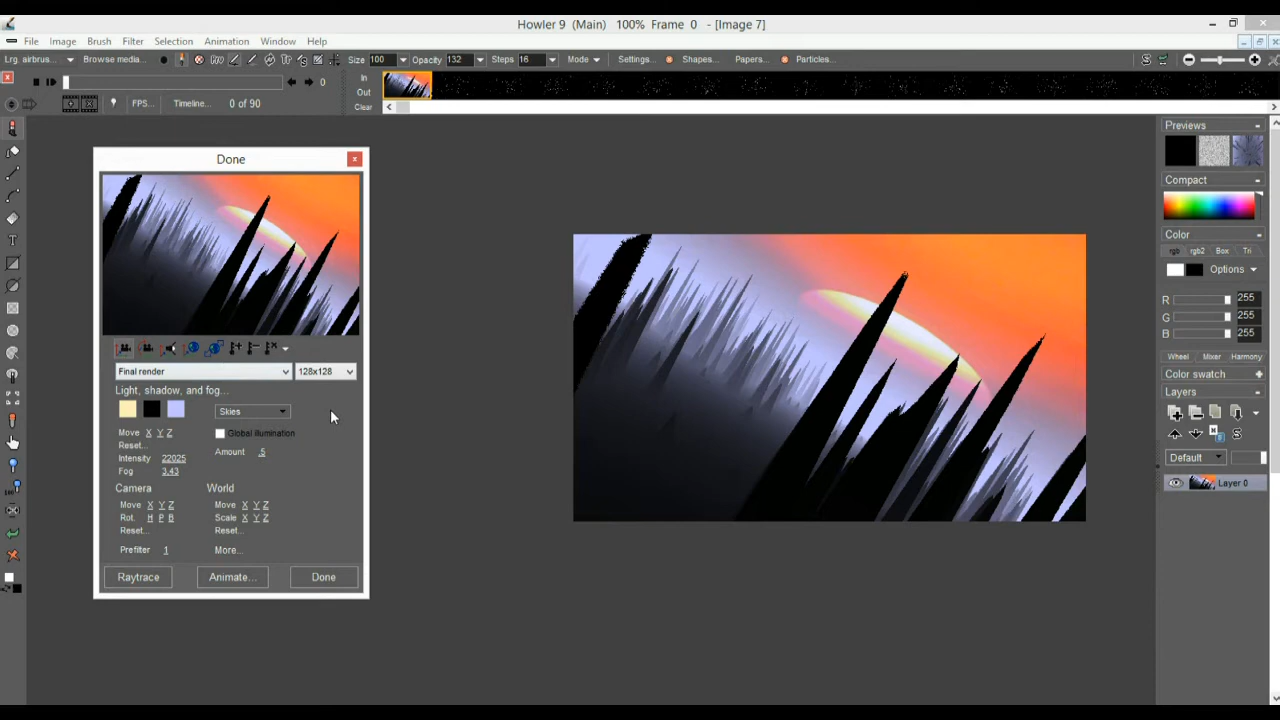 Howler 9 (Main) 100% Frame 0 - [Image 7]
File Image Brush Filter Selection Animation Window Help
Lrg. airbrus... Browse media... Size 100 Opacity 132 Steps 16 Mode Settings... Shapes... Papers... Particles...
0
In
Out
Clear
FPS... Timeline... 0 of 90
Done
Final render 128x128
Light, shadow, and fog...
Skies
Move X Y Z
Global illumination
Reset...
Amount .5
Intensity 22025
Fog 3.43
Camera World
Move X Y Z Move X Y Z
Rot. H P B Scale X Y Z
Reset... Reset...
Prefilter 1 More...
Raytrace Animate... Done
Previews
Compact
Color
rgb rgb2 Box Tri
Options
R 255
G 255
B 255
Wheel Mixer Harmony
Color swatch
Layers
Default
Layer 0